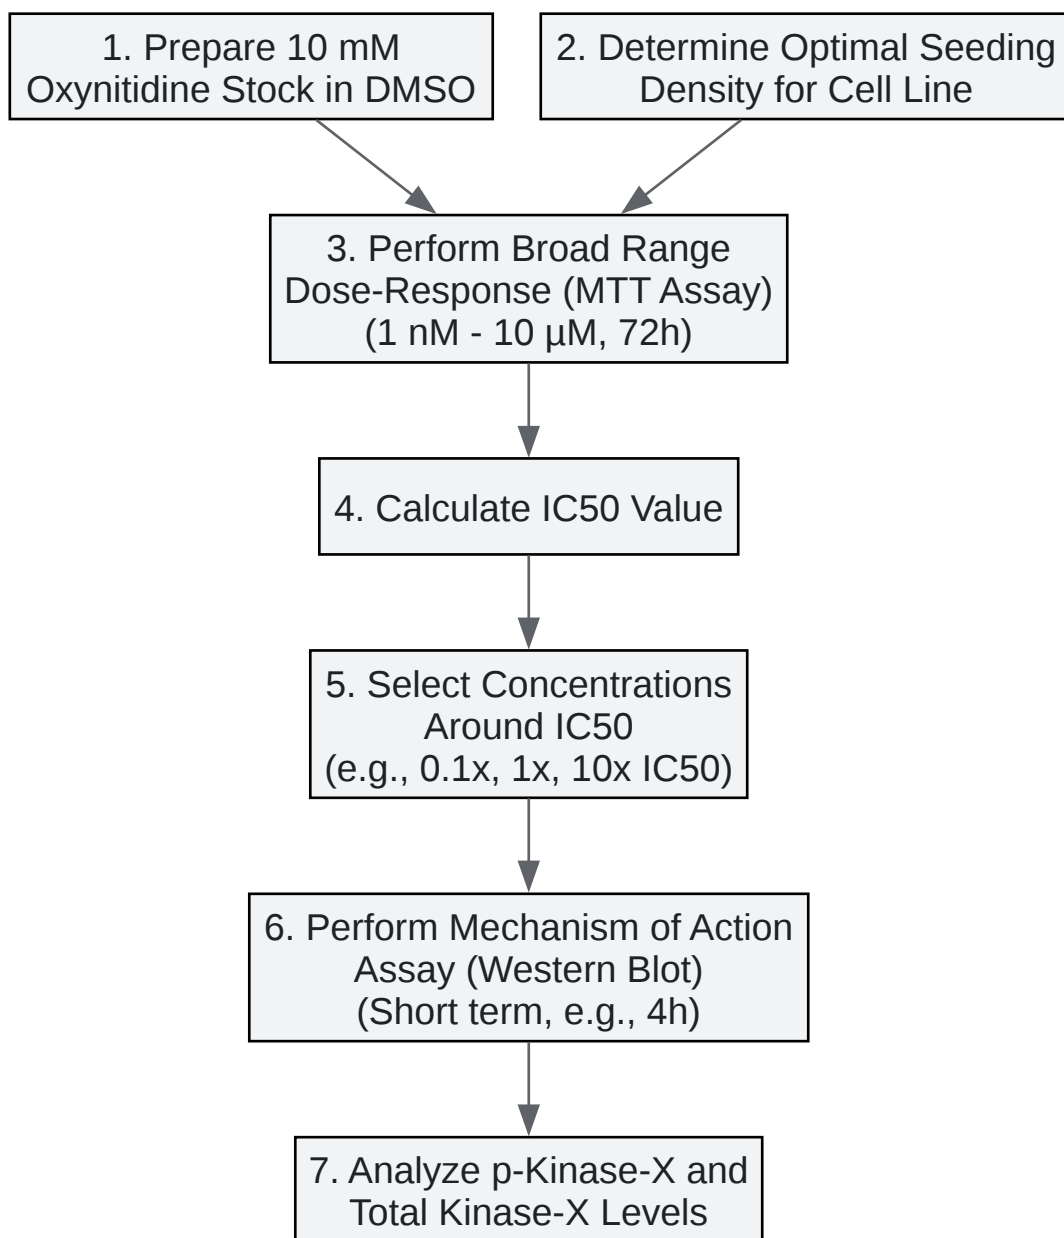 1. Prepare 10 mM
Oxynitidine Stock in DMSO
2. Determine Optimal Seeding
Density for Cell Line
3. Perform Broad Range
Dose-Response (MTT Assay)
(1 nM - 10 µM, 72h)
4. Calculate IC50 Value
5. Select Concentrations
Around IC50
(e.g., 0.1x, 1x, 10x IC50)
6. Perform Mechanism of Action
Assay (Western Blot)
(Short term, e.g., 4h)
7. Analyze p-Kinase-X and
Total Kinase-X Levels